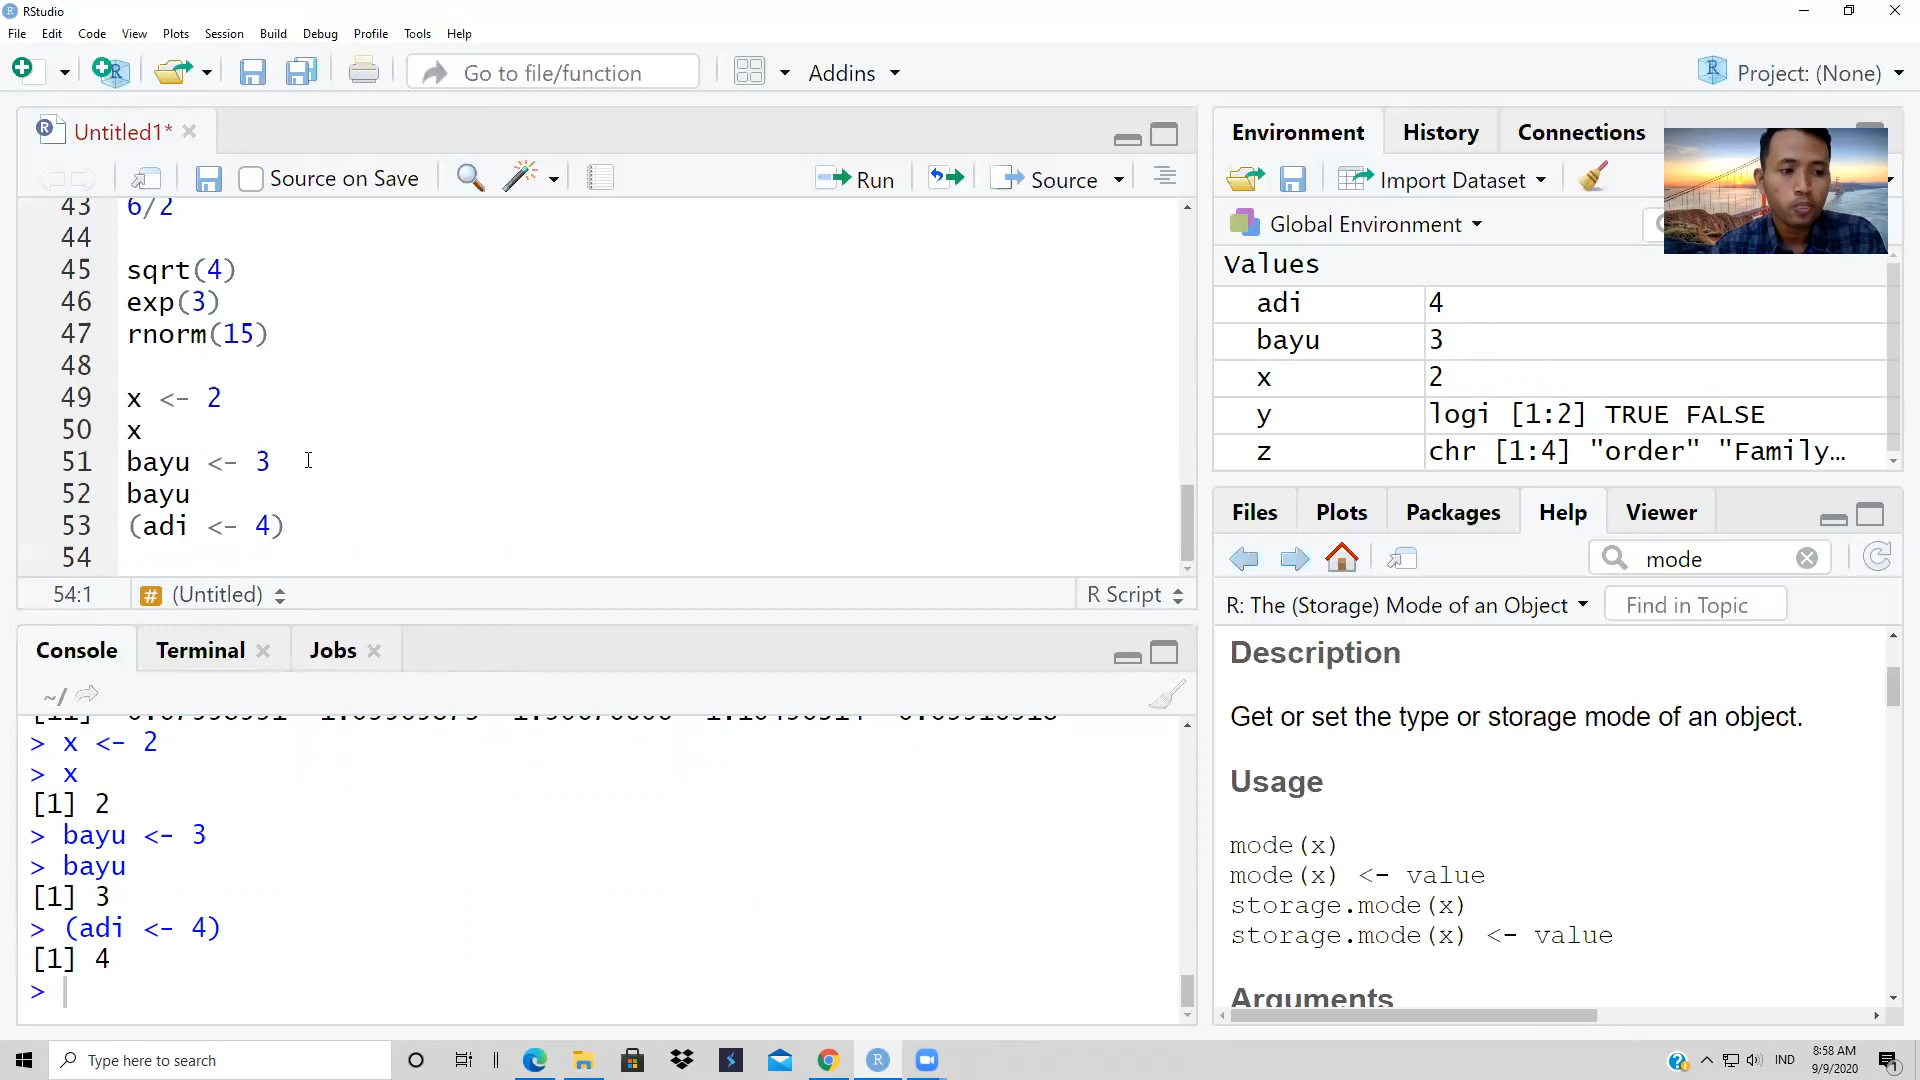 RStudio
File Edit Code View Plots Session Build Debug Profile Tools Help
Go to file/function
Addins
Project: (None)
Untitled1*
Source on Save
Run
Source
43 6/2
44
45 sqrt(4)
46 exp(3)
47 rnorm(15)
48
49 x <- 2
50 x
51 bayu <- 3
52 bayu
53 (adi <- 4)
54
54:1 # (Untitled) R Script
Console Terminal Jobs
~/
> x <- 2
> x
[1] 2
> bayu <- 3
> bayu
[1] 3
> (adi <- 4)
[1] 4
>
Environment History Connections
Import Dataset
Global Environment
Values
adi 4
bayu 3
x 2
y logi [1:2] TRUE FALSE
z chr [1:4] "order" "Family…
Files Plots Packages Help Viewer
mode
R: The (Storage) Mode of an Object Find in Topic
Description
Get or set the type or storage mode of an object.
Usage
mode(x)
mode(x) <- value
storage.mode(x)
storage.mode(x) <- value
Arguments
Type here to search
IND
8:58 AM
9/9/2020